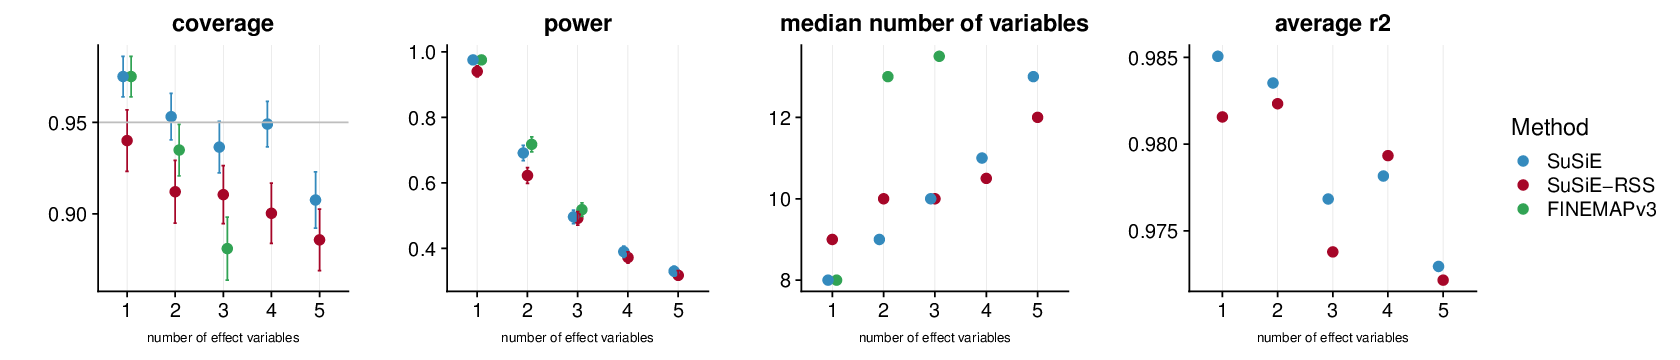 coverage
0.95
0.90
1
2
3
4
5
number of effect variables
power
1.0
0.8
0.6
0.4
1
2
3
4
5
number of effect variables
median number of variables
12
10
8
1
2
3
4
5
number of effect variables
average r2
0.985
0.980
0.975
1
2
3
4
5
number of effect variables
Method
SuSiE
SuSiE−RSS
FINEMAPv3